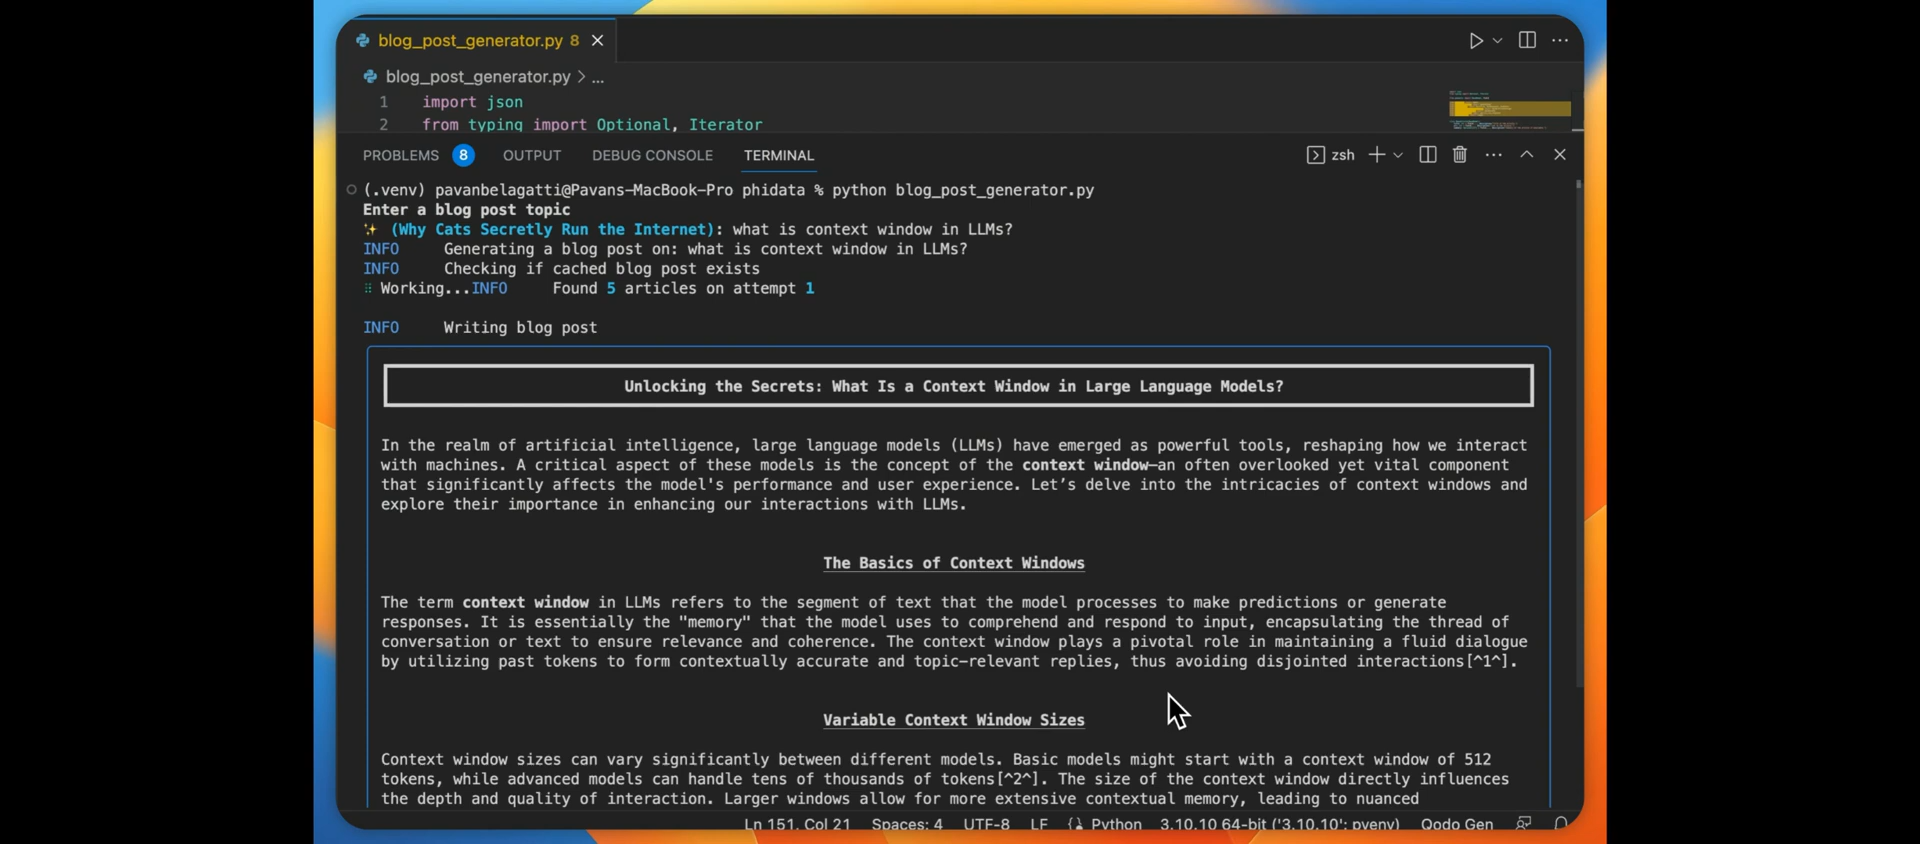 blog_post_generator.py 8
blog_post_generator.py > ...
1 import json
2 from typing import Optional, Iterator
PROBLEMS 8 OUTPUT DEBUG CONSOLE TERMINAL zsh
(.venv) pavanbelagatti@Pavans-MacBook-Pro phidata % python blog_post_generator.py
Enter a blog post topic
✨ (Why Cats Secretly Run the Internet): what is context window in LLMs?
INFO Generating a blog post on: what is context window in LLMs?
INFO Checking if cached blog post exists
Working...INFO Found 5 articles on attempt 1
INFO Writing blog post
Unlocking the Secrets: What Is a Context Window in Large Language Models?
In the realm of artificial intelligence, large language models (LLMs) have emerged as powerful tools, reshaping how we interact
with machines. A critical aspect of these models is the concept of the context window—an often overlooked yet vital component
that significantly affects the model's performance and user experience. Let’s delve into the intricacies of context windows and
explore their importance in enhancing our interactions with LLMs.
The Basics of Context Windows
The term context window in LLMs refers to the segment of text that the model processes to make predictions or generate
responses. It is essentially the "memory" that the model uses to comprehend and respond to input, encapsulating the thread of
conversation or text to ensure relevance and coherence. The context window plays a pivotal role in maintaining a fluid dialogue
by utilizing past tokens to form contextually accurate and topic-relevant replies, thus avoiding disjointed interactions[^1^].
Variable Context Window Sizes
Context window sizes can vary significantly between different models. Basic models might start with a context window of 512
tokens, while advanced models can handle tens of thousands of tokens[^2^]. The size of the context window directly influences
the depth and quality of interaction. Larger windows allow for more extensive contextual memory, leading to nuanced
Ln 151, Col 21 Spaces: 4 UTF-8 LF Python 3.10.10 64-bit ('3.10.10': pyenv) Qodo Gen